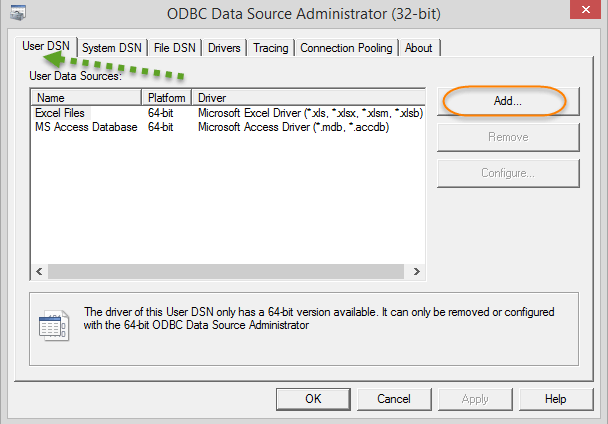 ODBC Data Source Administrator (32-bit)
User DSN System DSN File DSN Drivers Tracing Connection Pooling About
User Data Sources:
Name Platform Driver
Excel Files 64-bit Microsoft Excel Driver (*.xls, *.xlsx, *.xlsm, *.xlsb)
MS Access Database 64-bit Microsoft Access Driver (*.mdb, *.accdb)
Add...
Remove
Configure...
The driver of this User DSN only has a 64-bit version available. It can only be removed or configured
with the 64-bit ODBC Data Source Administrator
OK Cancel Apply Help